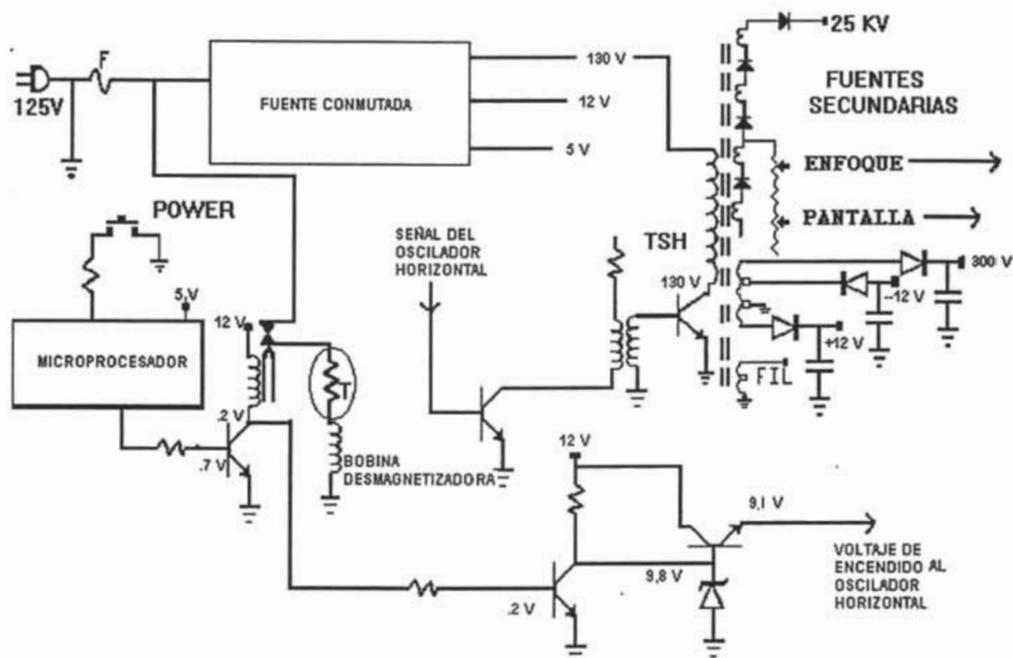 25 KV
F
130 V
125V
FUENTE CONMUTADA
12 V
5 V
FUENTES
SECUNDARIAS
ENFOQUE
PANTALLA
POWER
SEÑAL DEL
OSCILADOR
HORIZONTAL
TSH
130 V
300 V
--12 V
+12 V
FIL
5,V
12 V
MICROPROCESADOR
T
.2 V
.7 V
BOBINA
DESMAGNETIZADORA
12 V
9,1 V
9,8 V
.2 V
VOLTAJE DE
ENCENDIDO AL
OSCILADOR
HORIZONTAL